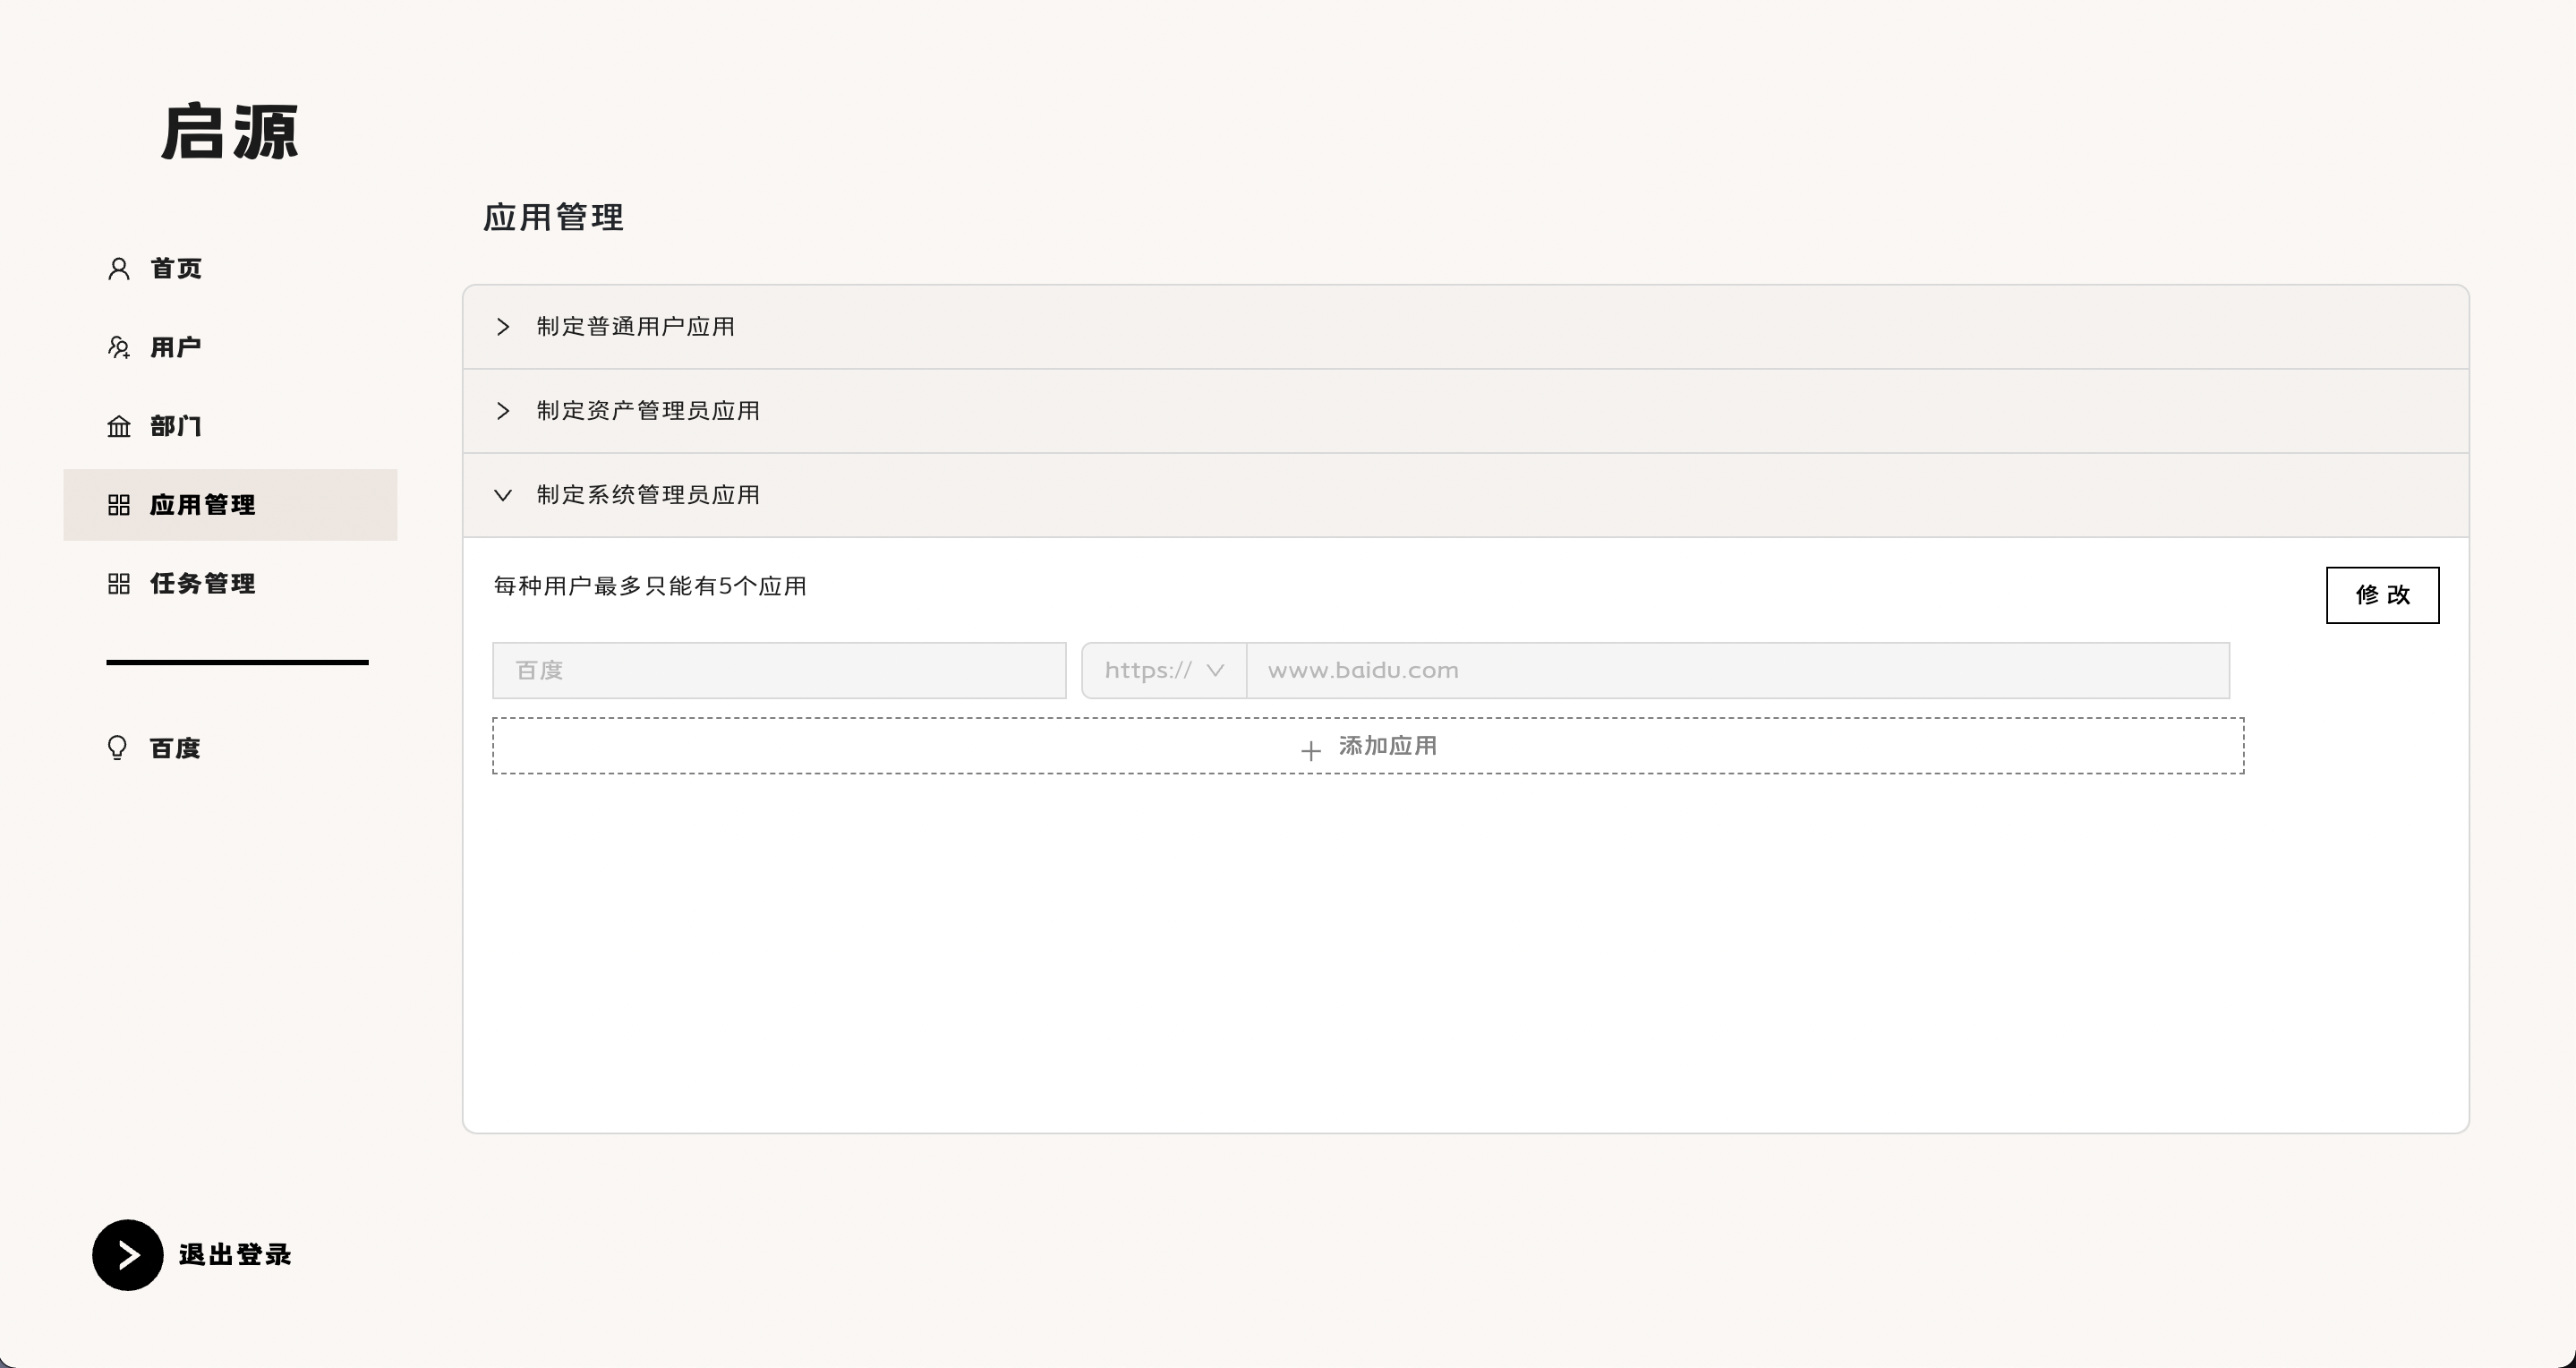 启源
首页
用户
部门
应用管理
任务管理
百度
退出登录
应用管理
制定普通用户应用
制定资产管理员应用
制定系统管理员应用
每种用户最多只能有5个应用
修 改
百度 https:// www.baidu.com
添加应用